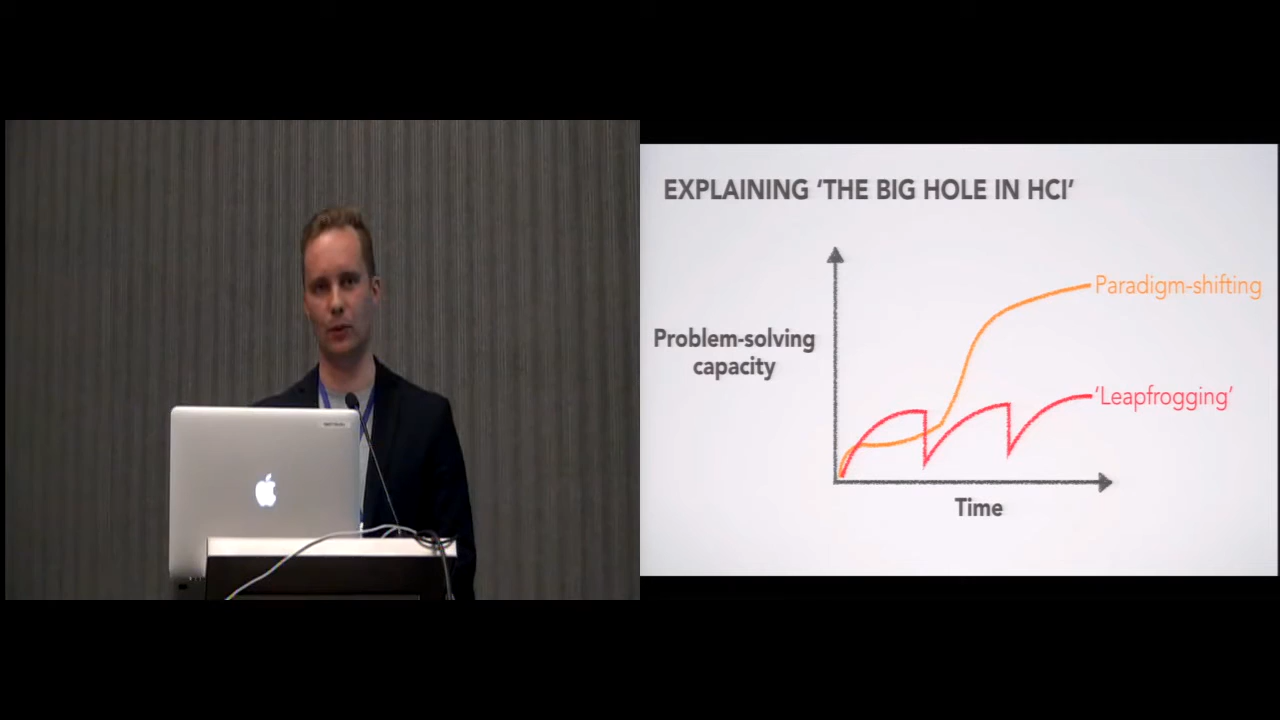 EXPLAINING ‘THE BIG HOLE IN HCI’
Paradigm-shifting
Problem-solving
capacity
‘Leapfrogging’
Time